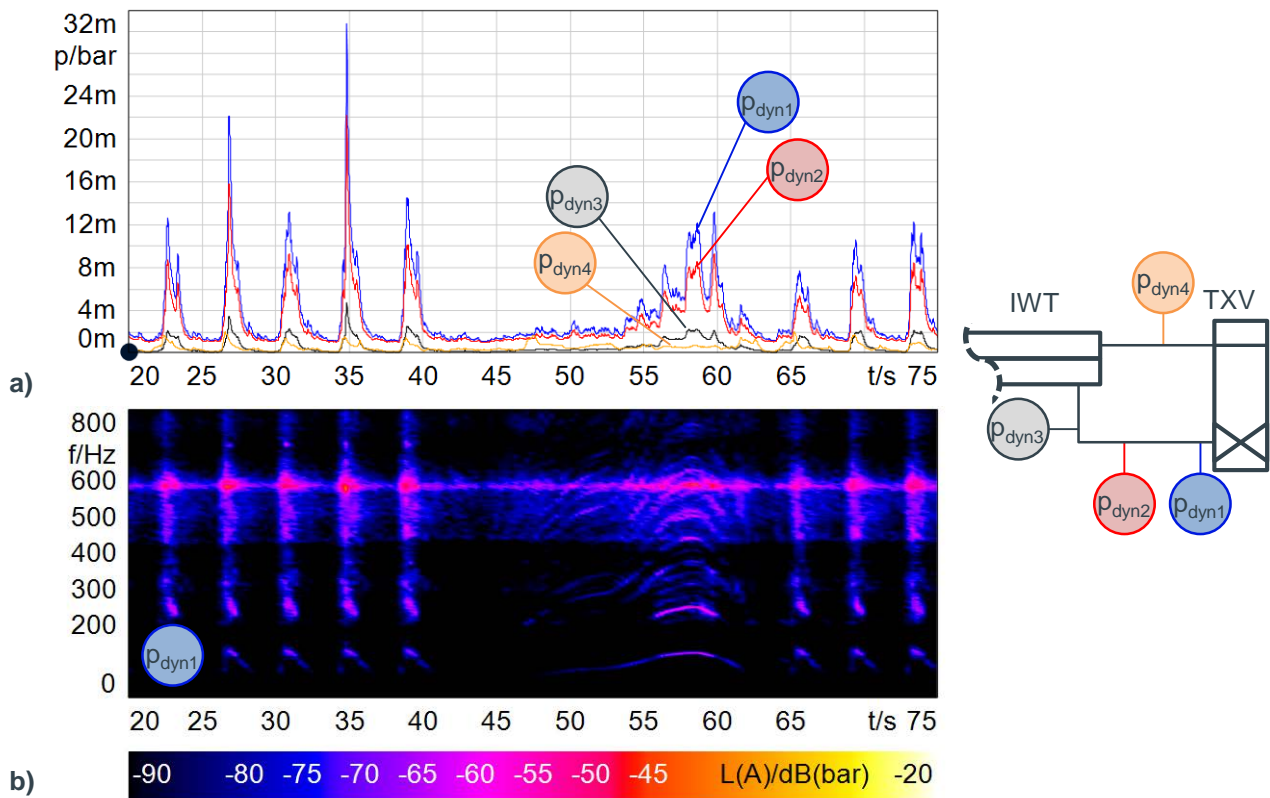 32m
p/bar
24m
20m
16m
12m
8m
4m
0m
20 25 30 35 40 45 50 55 60 65 t/s 75
a)
pdyn1
pdyn2
pdyn3
pdyn4
IWT
TXV
pdyn4
pdyn3
pdyn2
pdyn1
800
f/Hz
600
500
400
300
200
0
pdyn1
20 25 30 35 40 45 50 55 60 65 t/s 75
b)
-90 -80 -75 -70 -65 -60 -55 -50 -45 L(A)/dB(bar) -20